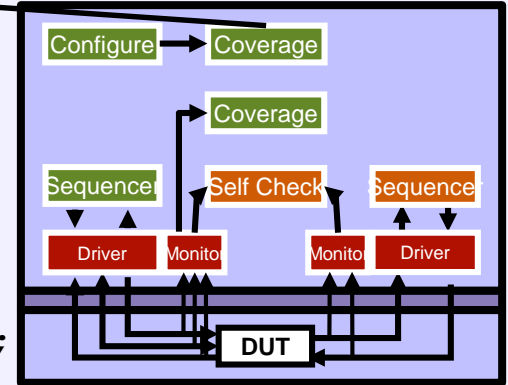 Configure Coverage
Coverage
Sequencer Self Check Sequencer
Driver Monitor Monitor Driver
DUT
;